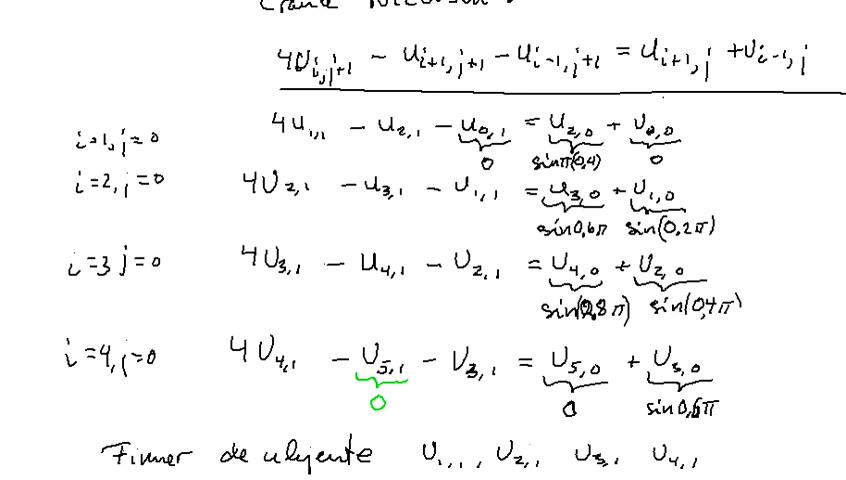 Crank Nicolson:
4U_{i,j+1} - U_{i+1,j+1} - U_{i-1,j+1} = U_{i+1,j} + U_{i-1,j}
i=1, j=0 4U_{1,1} - U_{2,1} - U_{0,1} = U_{2,0} + U_{0,0}
0 sinπ(0,4) 0
i=2, j=0 4U_{2,1} - U_{3,1} - U_{1,1} = U_{3,0} + U_{1,0}
sin0,6π sin(0,2π)
i=3 j=0 4U_{3,1} - U_{4,1} - U_{2,1} = U_{4,0} + U_{2,0}
sin(0,8π) sin(0,4π)
i=4, j=0 4U_{4,1} - U_{5,1} - U_{3,1} = U_{5,0} + U_{3,0}
0 0 sin0,6π
Finner de ukjente U_{1,1}, U_{2,1} U_{3,1} U_{4,1}